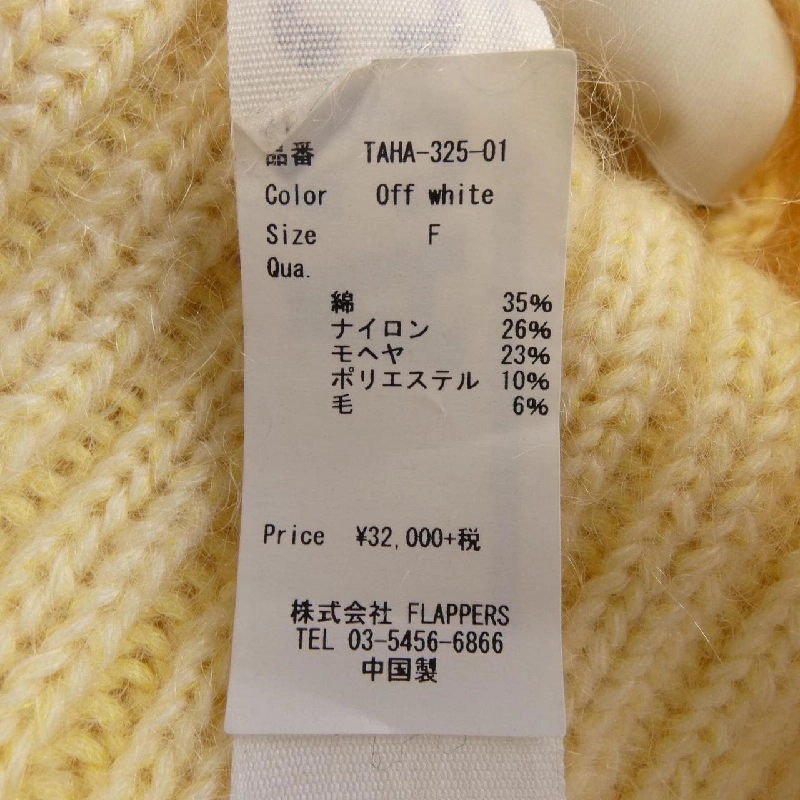 品番 TAHA-325-01
Color Off white
Size F
Qua.
綿 35%
ナイロン 26%
モヘヤ 23%
ポリエステル 10%
毛 6%
Price ¥32,000+税
株式会社 FLAPPERS
TEL 03-5456-6866
中国製